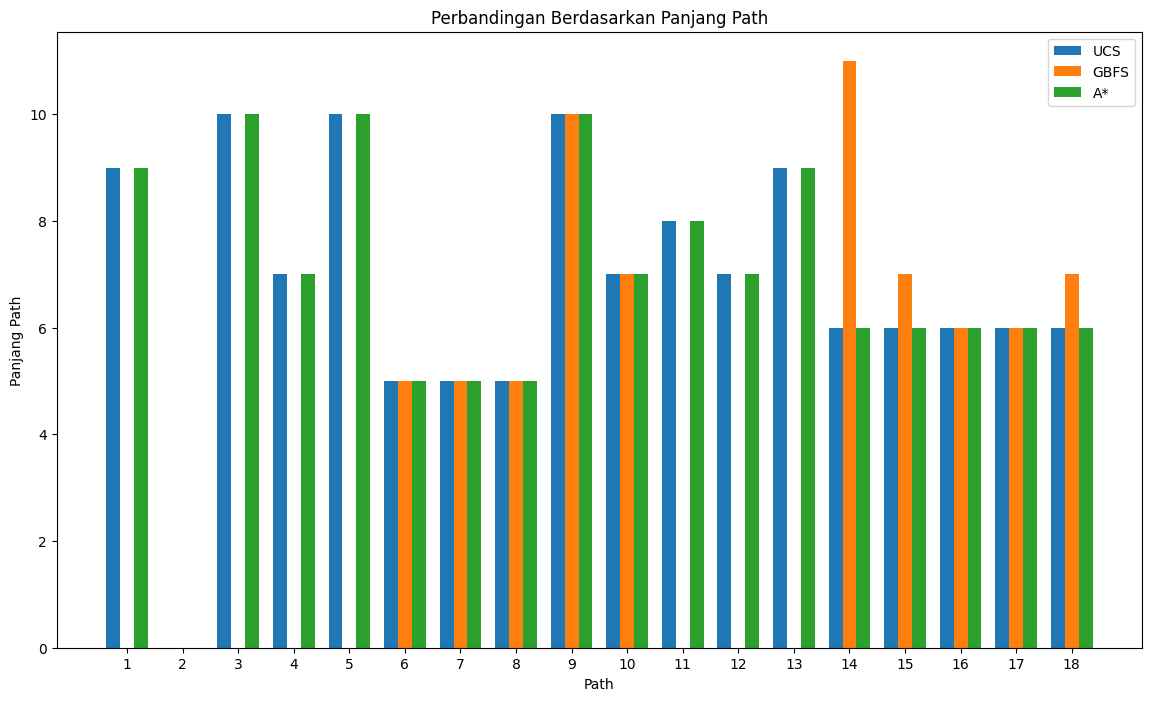 Perbandingan Berdasarkan Panjang Path
UCS
GBFS
A*
Panjang Path
10
8
6
4
2
0
1 2 3 4 5 6 7 8 9 10 11 12 13 14 15 16 17 18
Path